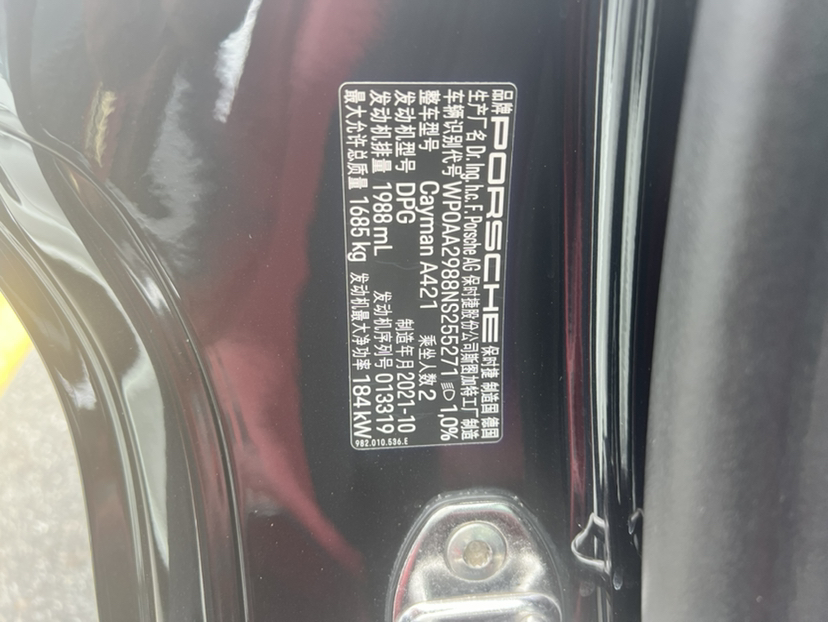 品牌 PORSCHE 保时捷 制造国 德国
生产厂名 Dr. Ing. h.c. F. Porsche AG 保时捷股份公司斯图加特工厂制造
车辆识别代号 WP0AA2988NS255271 1,0%
整车型号 Cayman A421 乘坐人数 2
发动机型号 DPG 制造年月 2021-10
发动机排量 1988 mL 发动机序列号 013319
最大允许总质量 1685 kg 发动机最大净功率 184 kW
982.010.536.E